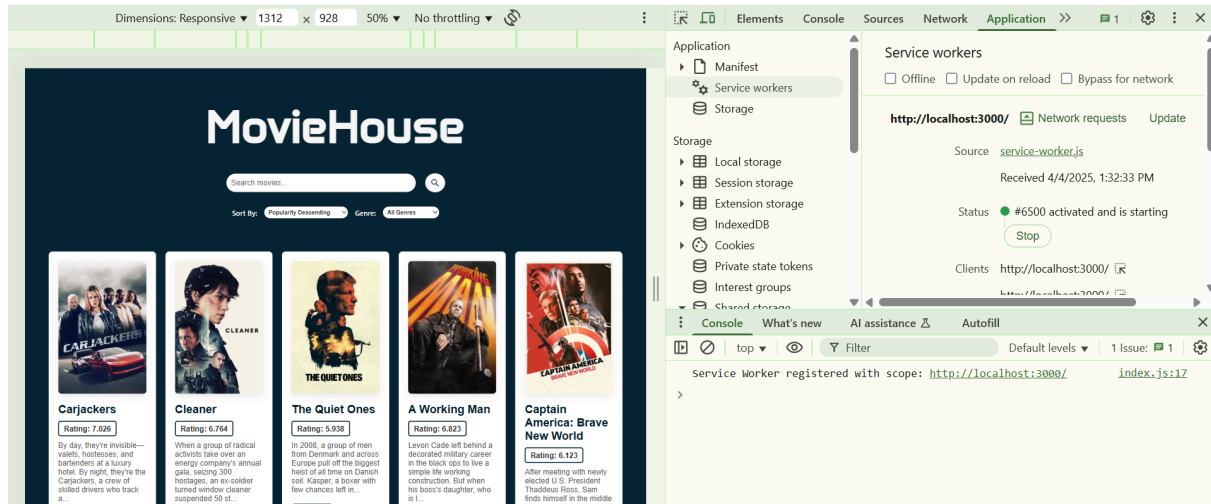 Dimensions: Responsive ▼ 1312 × 928 50% ▼ No throttling ▼
Elements Console Sources Network Application 1
MovieHouse
Search movies...
Sort By: Popularity Descending Genre: All Genres
CARJACKERS
CLEANER
THE QUIET ONES
WORKING
MAN
CAPTAIN AMERICA
BRAVE NEW WORLD
Carjackers
Rating: 7.026
By day, they're invisible—
valets, hostesses, and
bartenders at a luxury
hotel. By night, they're the
Carjackers, a crew of
skilled drivers who track
a...
Cleaner
Rating: 6.764
When a group of radical
activists take over an
energy company's annual
gala, seizing 300
hostages, an ex-soldier
turned window cleaner
suspended 50 st...
The Quiet Ones
Rating: 5.938
In 2008, a group of men
from Denmark and across
Europe pull off the biggest
heist of all time on Danish
soil. Kasper, a boxer with
few chances left in...
A Working Man
Rating: 6.823
Levon Cade left behind a
decorated military career
in the black ops to live a
simple life working
construction. But when
his boss's daughter, who
is l...
Captain
America: Brave
New World
Rating: 6.123
After meeting with newly
elected U.S. President
Thaddeus Ross, Sam
finds himself in the middle
Application
Manifest
Service workers
Storage
Storage
Local storage
Session storage
Extension storage
IndexedDB
Cookies
Private state tokens
Interest groups
Shared storage
Service workers
Offline Update on reload Bypass for network
http://localhost:3000/ Network requests Update
Source service-worker.js
Received 4/4/2025, 1:32:33 PM
Status #6500 activated and is starting
Stop
Clients http://localhost:3000/
http://localhost:3000/
Console What's new AI assistance Autofill
top ▼ Filter Default levels ▼ 1 Issue: 1
Service Worker registered with scope: http://localhost:3000/ index.js:17